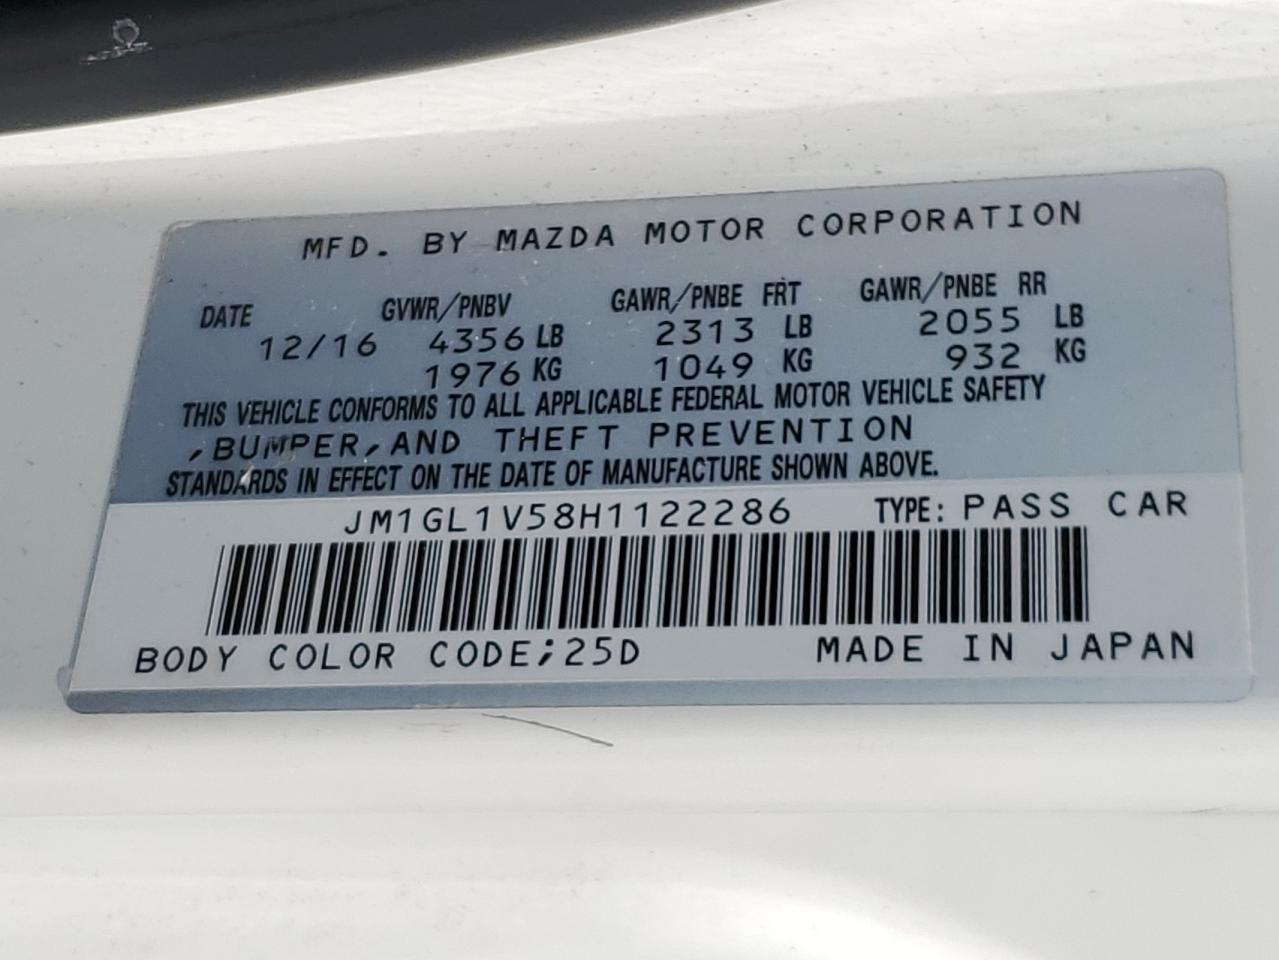 MFD. BY MAZDA MOTOR CORPORATION
DATE GVWR/PNBV GAWR/PNBE FRT GAWR/PNBE RR
12/16 4356 LB 2313 LB 2055 LB
1976 KG 1049 KG 932 KG
THIS VEHICLE CONFORMS TO ALL APPLICABLE FEDERAL MOTOR VEHICLE SAFETY
,BUMPER,AND THEFT PREVENTION
STANDARDS IN EFFECT ON THE DATE OF MANUFACTURE SHOWN ABOVE.
JM1GL1V58H1122286 TYPE: PASS CAR
BODY COLOR CODE;25D MADE IN JAPAN